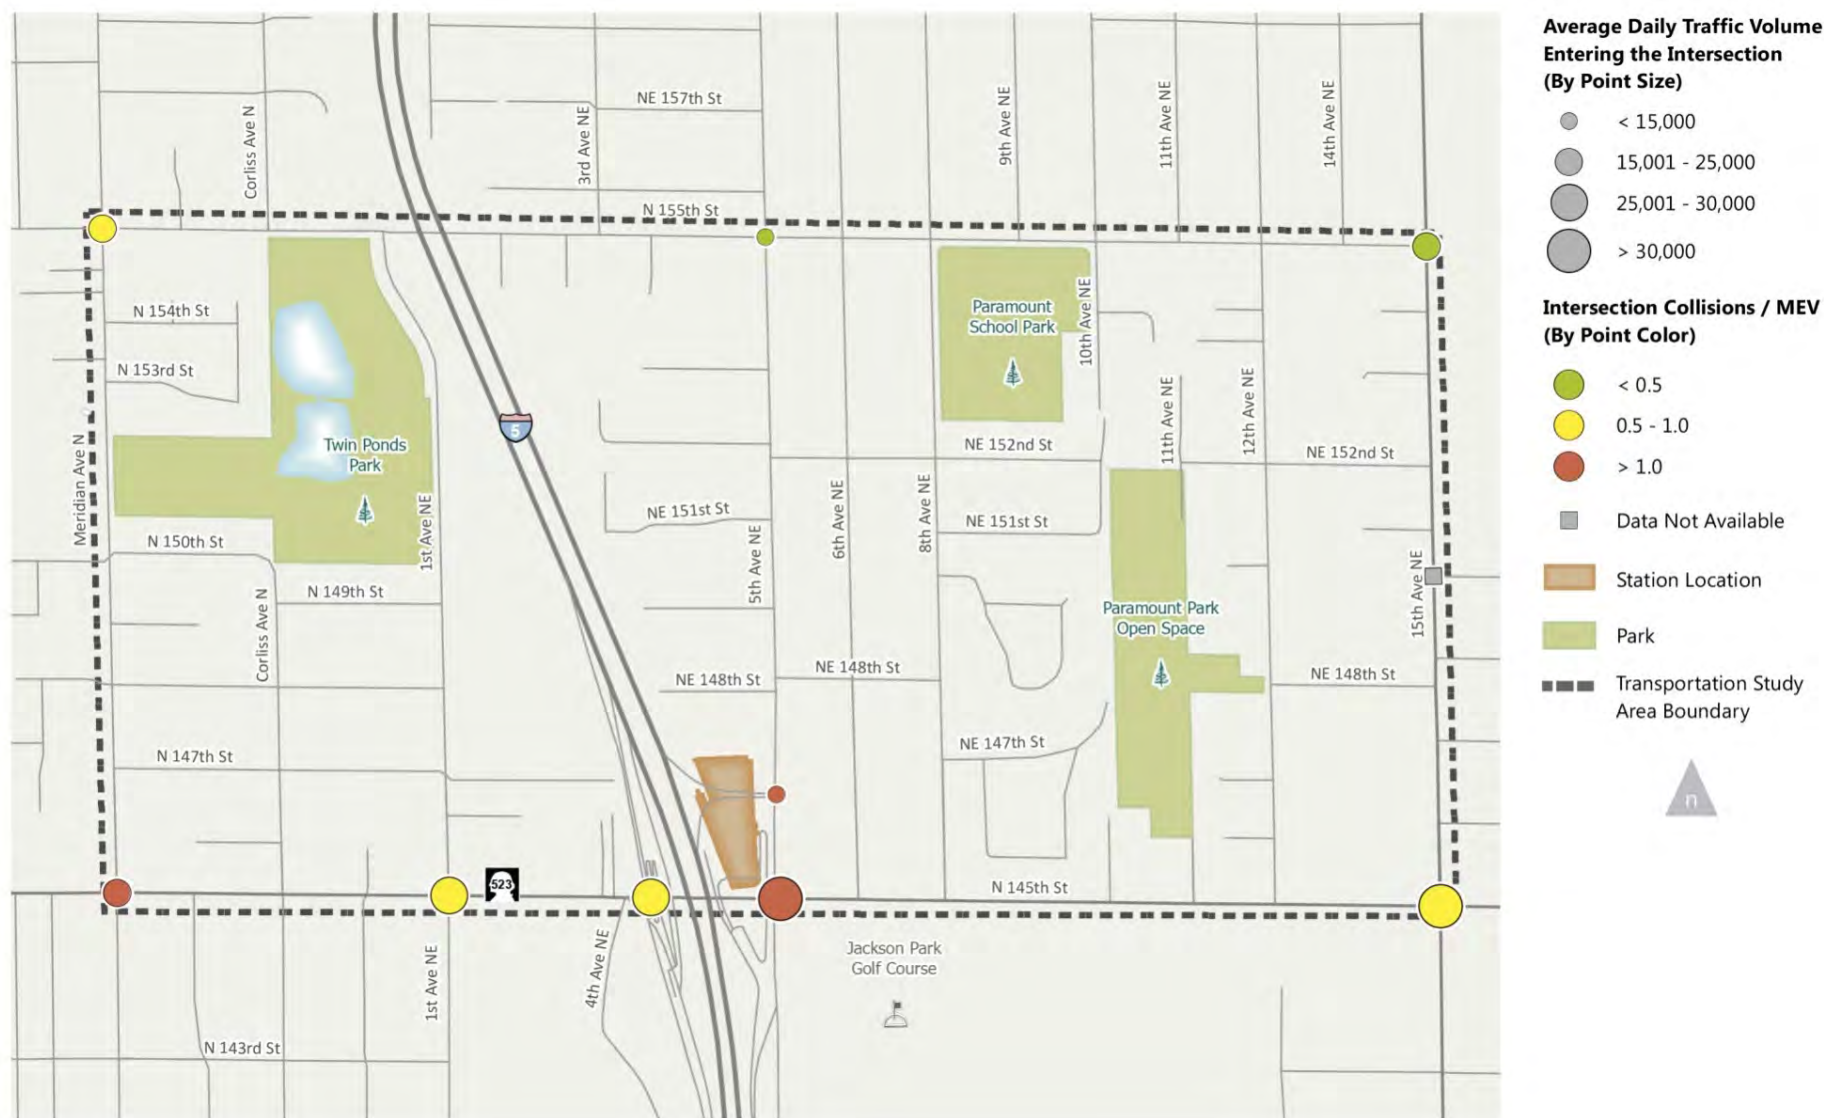 NE 157th St
Corliss Ave N
3rd Ave NE
9th Ave NE
11th Ave NE
14th Ave NE
N 155th St
N 154th St
N 153rd St
Paramount
School Park
10th Ave NE
5
Twin Ponds
Park
Meridian Ave N
NE 152nd St
11th Ave NE
12th Ave NE
NE 152nd St
1st Ave NE
NE 151st St
6th Ave NE
8th Ave NE
NE 151st St
N 150th St
5th Ave NE
15th Ave NE
N 149th St
Corliss Ave N
Paramount Park
Open Space
NE 148th St
NE 148th St
NE 148th St
N 147th St
NE 147th St
523
N 145th St
1st Ave NE
4th Ave NE
Jackson Park
Golf Course
N 143rd St
Average Daily Traffic Volume
Entering the Intersection
(By Point Size)
< 15,000
15,001 - 25,000
25,001 - 30,000
> 30,000
Intersection Collisions / MEV
(By Point Color)
< 0.5
0.5 - 1.0
> 1.0
Data Not Available
Station Location
Park
Transportation Study
Area Boundary
n